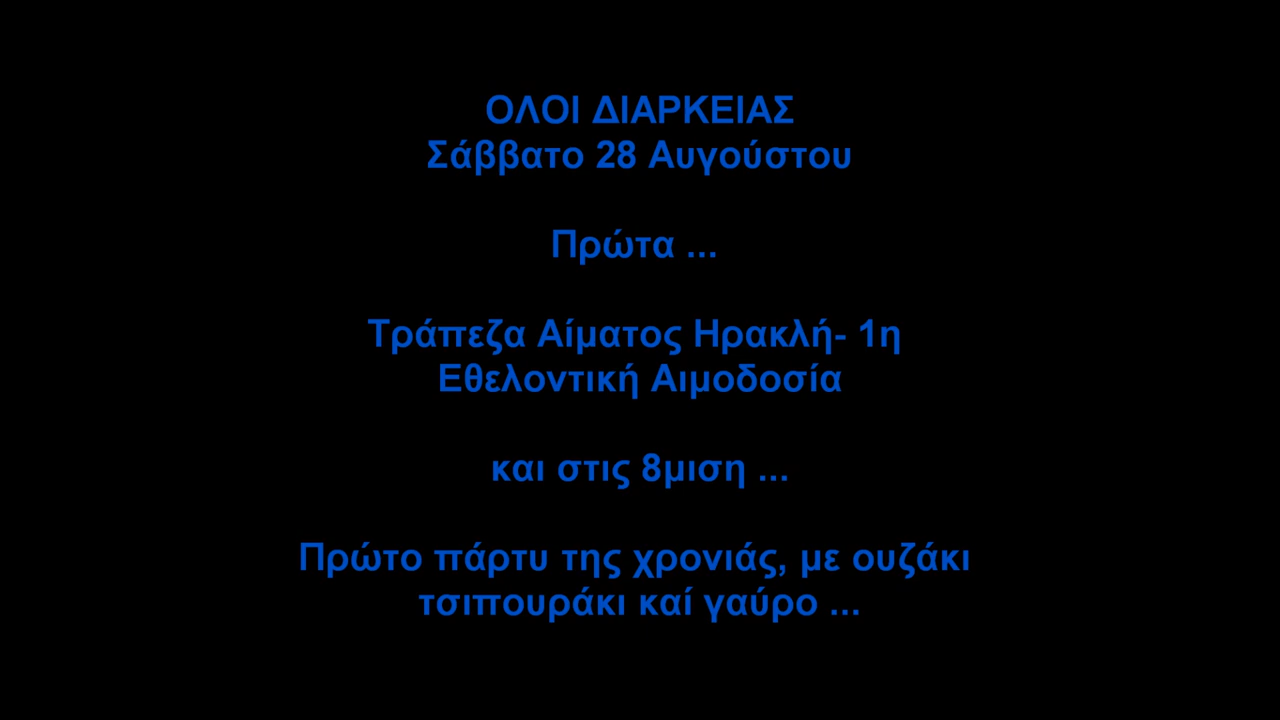 ΟΛΟΙ ΔΙΑΡΚΕΙΑΣ
Σάββατο 28 Αυγούστου
Πρώτα ...
Τράπεζα Αίματος Ηρακλή- 1η
Εθελοντική Αιμοδοσία
και στις 8μιση ...
Πρώτο πάρτυ της χρονιάς, με ουζάκι
τσιπουράκι καί γαύρο ...